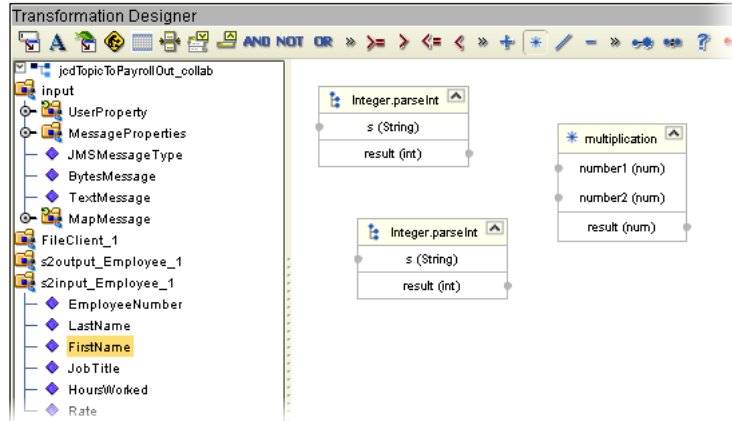 Transformation Designer
AND NOT OR » >= > <= < » + * / - » ?
jcdTopicToPayrollOut_collab
input
UserProperty
MessageProperties
JMSMessageType
BytesMessage
TextMessage
MapMessage
FileClient_1
s2output_Employee_1
s2input_Employee_1
EmployeeNumber
LastName
FirstName
JobTitle
HoursWorked
Rate
Integer.parseInt
s (String)
result (int)
Integer.parseInt
s (String)
result (int)
multiplication
number1 (num)
number2 (num)
result (num)